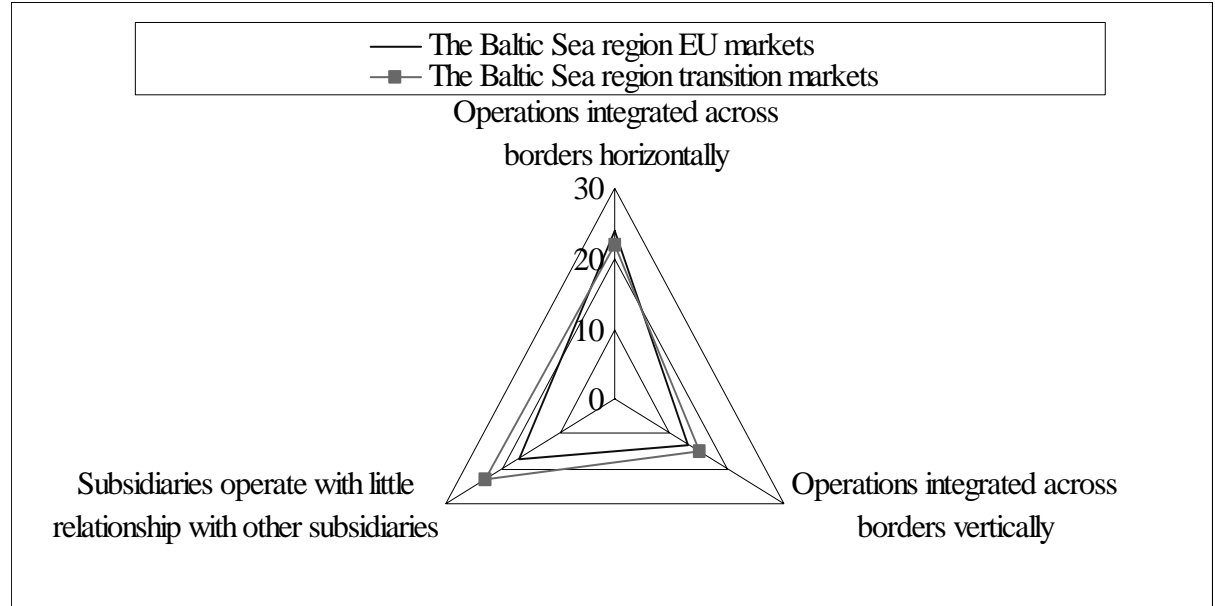 The Baltic Sea region EU markets
The Baltic Sea region transition markets
Operations integrated across
borders horizontally
30
20
10
0
Subsidiaries operate with little
relationship with other subsidiaries
Operations integrated across
borders vertically